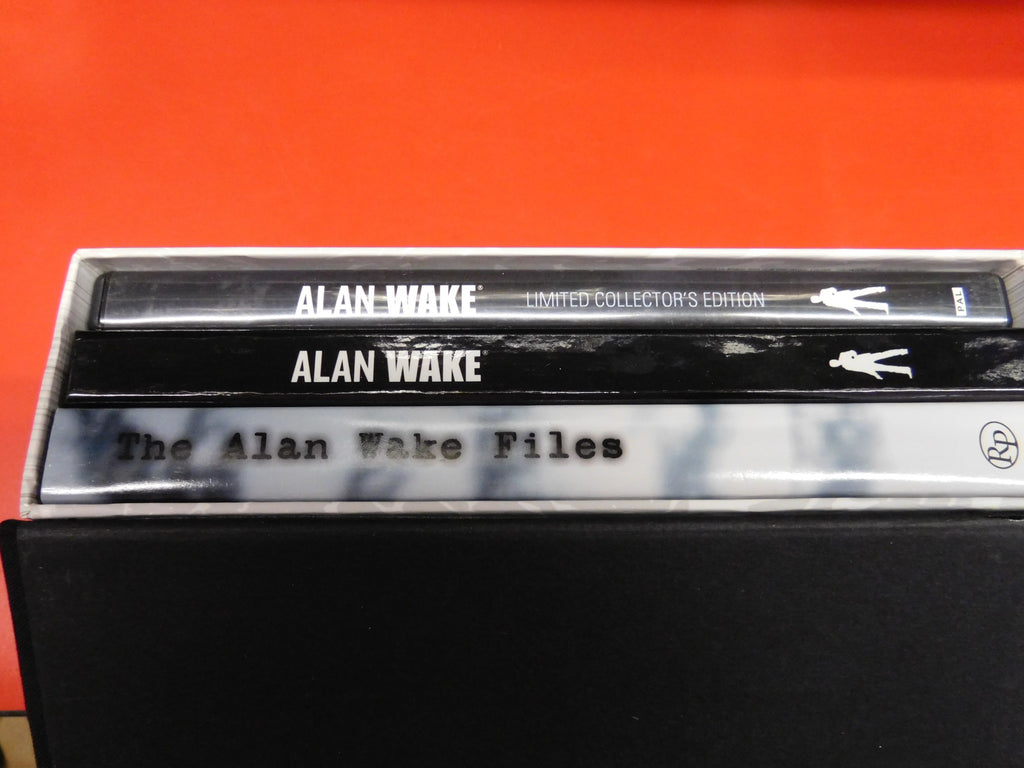 ALAN WAKE® LIMITED COLLECTOR'S EDITION PAL
ALAN WAKE®
The Alan Wake Files RP